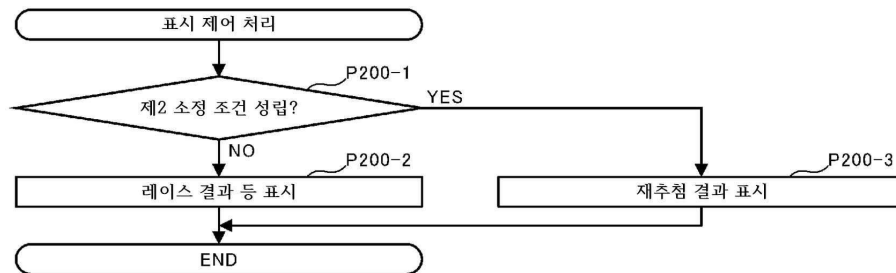 표시 제어 처리
P200-1
제2 소정 조건 성립?
YES
NO
P200-2
P200-3
레이스 결과 등 표시
재추첨 결과 표시
END